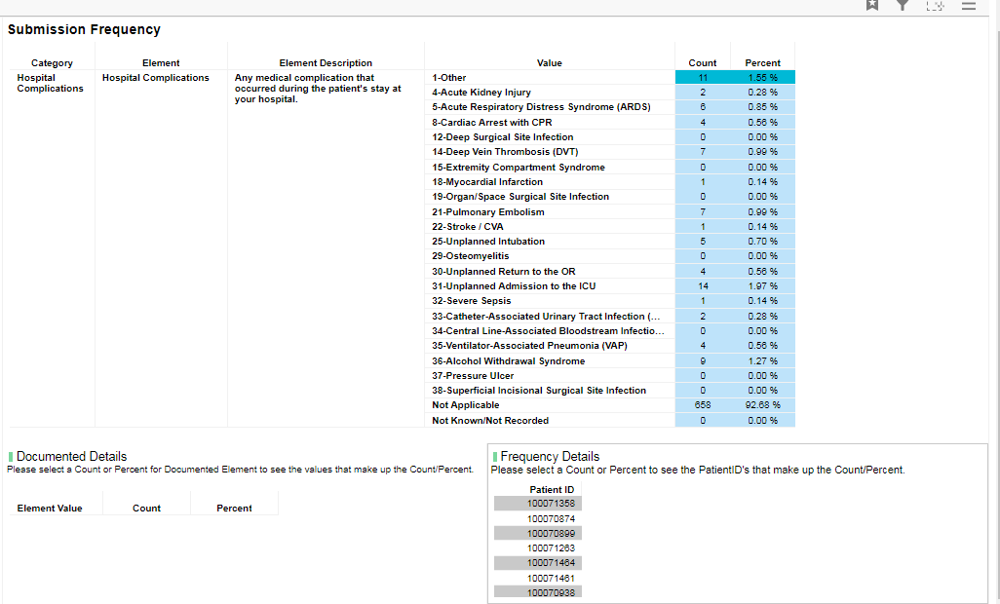 Submission Frequency
Category Element Element Description Value Count Percent
Hospital Complications Hospital Complications Any medical complication that occurred during the patient's stay at your hospital.
1-Other 11 1.55 %
4-Acute Kidney Injury 2 0.28 %
5-Acute Respiratory Distress Syndrome (ARDS) 6 0.85 %
8-Cardiac Arrest with CPR 4 0.56 %
12-Deep Surgical Site Infection 0 0.00 %
14-Deep Vein Thrombosis (DVT) 7 0.99 %
15-Extremity Compartment Syndrome 0 0.00 %
18-Myocardial Infarction 1 0.14 %
19-Organ/Space Surgical Site Infection 0 0.00 %
21-Pulmonary Embolism 7 0.99 %
22-Stroke / CVA 1 0.14 %
25-Unplanned Intubation 5 0.70 %
29-Osteomyelitis 0 0.00 %
30-Unplanned Return to the OR 4 0.56 %
31-Unplanned Admission to the ICU 14 1.97 %
32-Severe Sepsis 1 0.14 %
33-Catheter-Associated Urinary Tract Infection (... 2 0.28 %
34-Central Line-Associated Bloodstream Infectio... 0 0.00 %
35-Ventilator-Associated Pneumonia (VAP) 4 0.56 %
36-Alcohol Withdrawal Syndrome 9 1.27 %
37-Pressure Ulcer 0 0.00 %
38-Superficial Incisional Surgical Site Infection 0 0.00 %
Not Applicable 658 92.68 %
Not Known/Not Recorded 0 0.00 %
Documented Details
Please select a Count or Percent for Documented Element to see the values that make up the Count/Percent.
Element Value Count Percent
Frequency Details
Please select a Count or Percent to see the PatientID's that make up the Count/Percent.
Patient ID
100071358
100070874
100070899
100071263
100071464
100071461
100070938